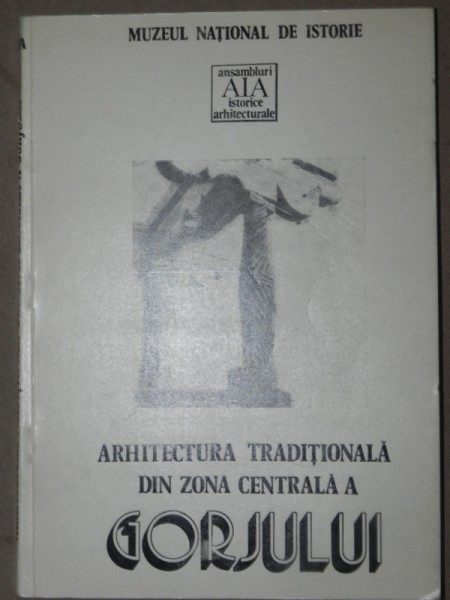 MUZEUL NAȚIONAL DE ISTORIE
ansambluri
AIA
istorice
arhitecturale
ARHITECTURA TRADIȚIONALĂ
DIN ZONA CENTRALĂ A
GORJULUI